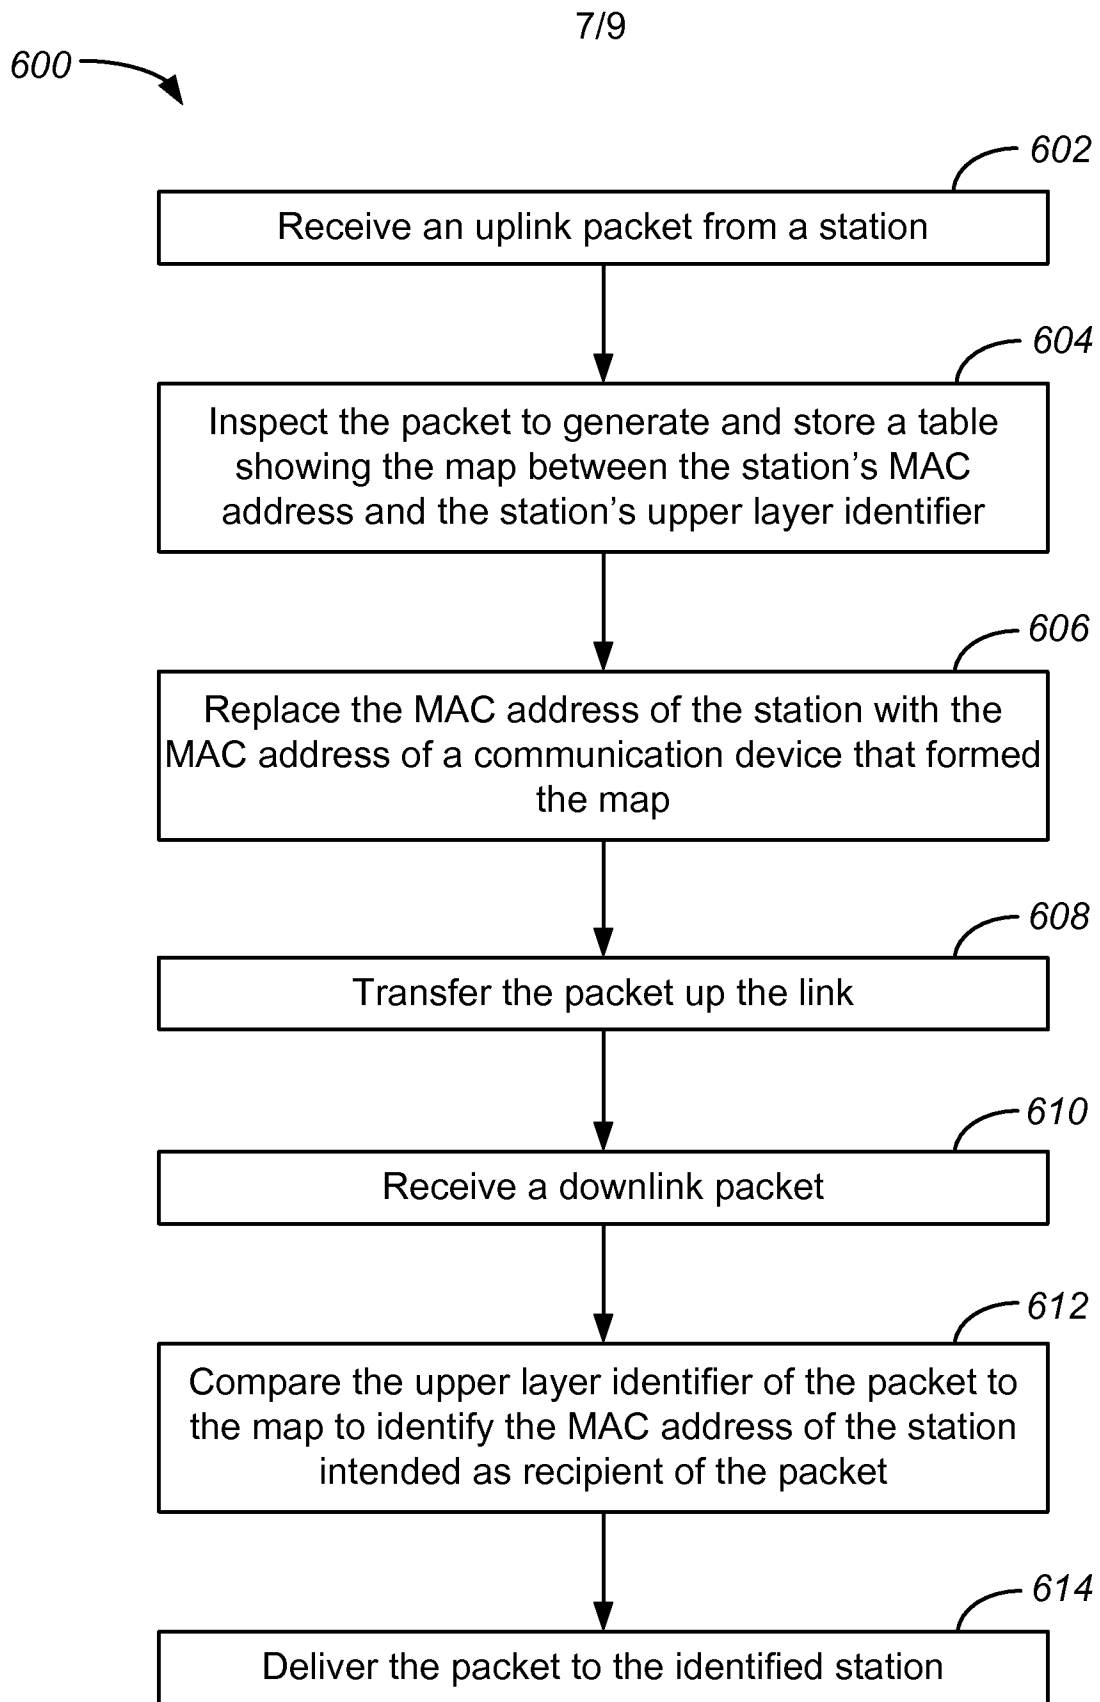 7/9
600
602
Receive an uplink packet from a station
604
Inspect the packet to generate and store a table
showing the map between the station’s MAC
address and the station’s upper layer identifier
606
Replace the MAC address of the station with the
MAC address of a communication device that formed
the map
608
Transfer the packet up the link
610
Receive a downlink packet
612
Compare the upper layer identifier of the packet to
the map to identify the MAC address of the station
intended as recipient of the packet
614
Deliver the packet to the identified station